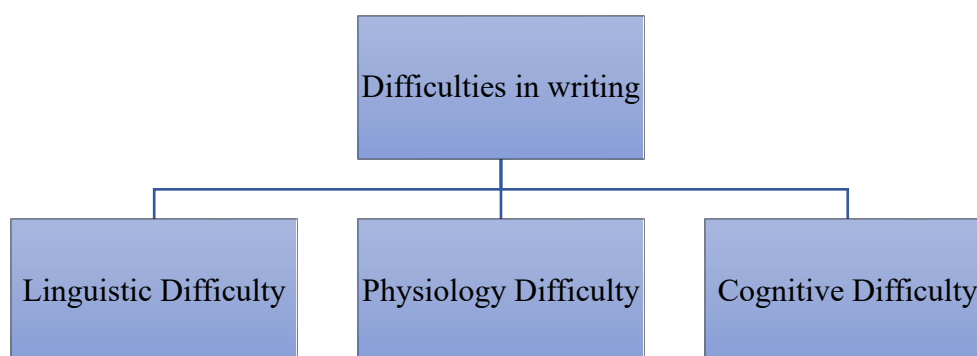 Difficulties in writing
Linguistic Difficulty
Physiology Difficulty
Cognitive Difficulty